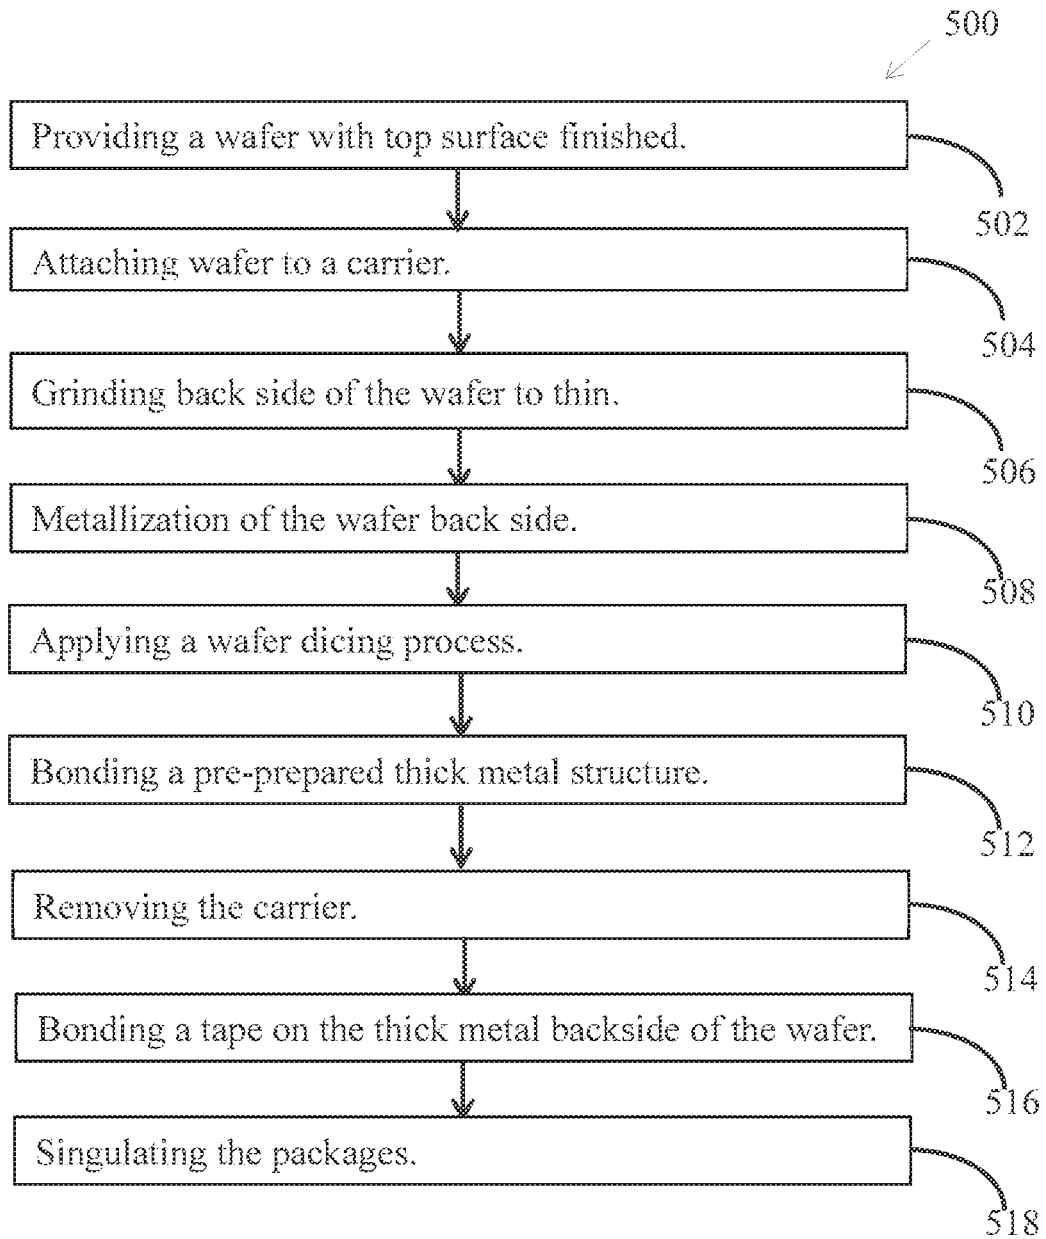 500
Providing a wafer with top surface finished.
502
Attaching wafer to a carrier.
504
Grinding back side of the wafer to thin.
506
Metallization of the wafer back side.
508
Applying a wafer dicing process.
510
Bonding a pre-prepared thick metal structure.
512
Removing the carrier.
514
Bonding a tape on the thick metal backside of the wafer.
516
Singulating the packages.
518